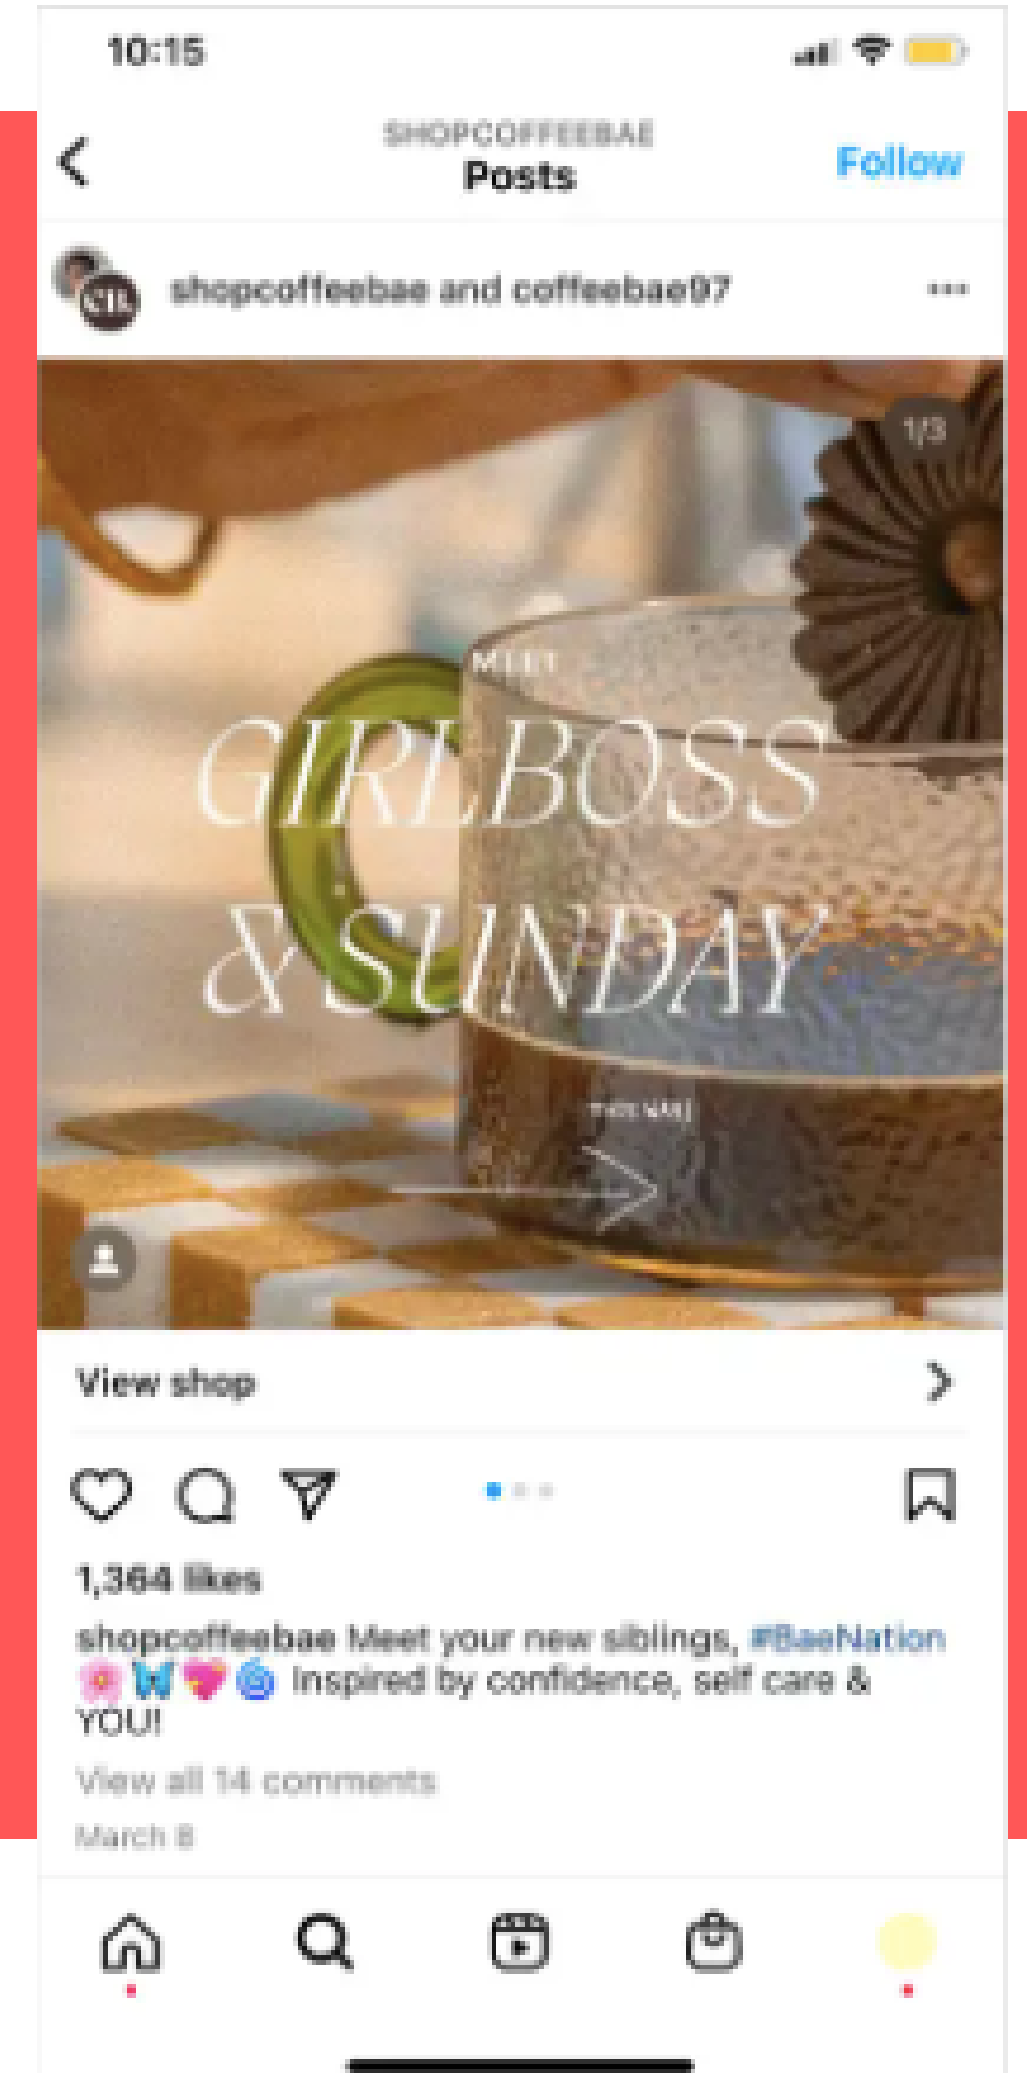 10:15
SHOPCOFFEEBAE
Posts
Follow
shopcoffeebae and coffeebae97
1/3
MEET
GIRLBOSS
& SUNDAY
View shop
1,364 likes
shopcoffeebae Meet your new siblings, #BaeNation
🌸🦋💖🌀 Inspired by confidence, self care &
YOU!
View all 14 comments
March 8